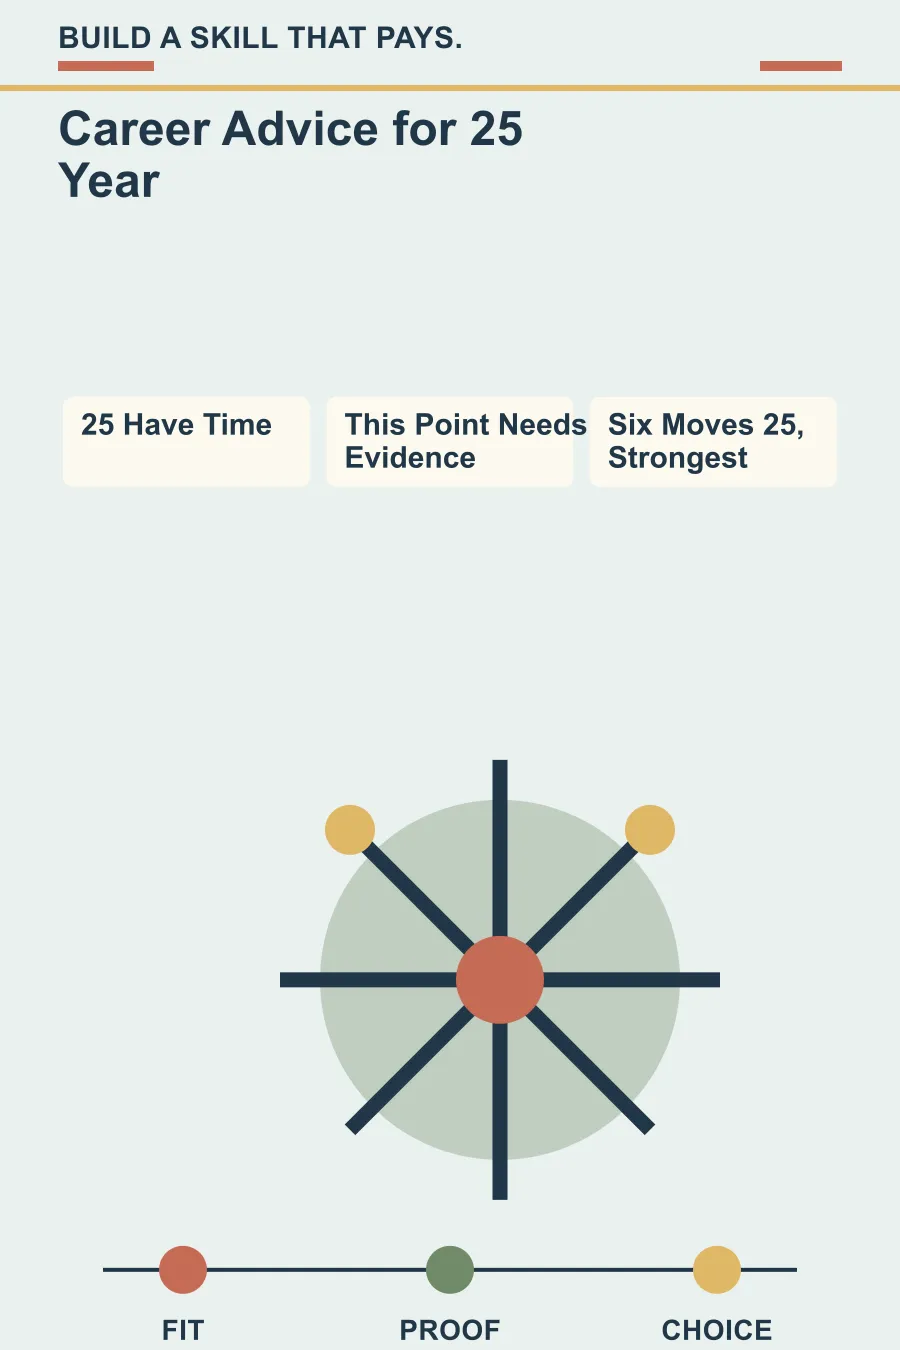 BUILD A SKILL THAT PAYS.
Career Advice for 25
Year
25 Have Time
This Point Needs
Evidence
Six Moves 25,
Strongest
FIT
PROOF
CHOICE